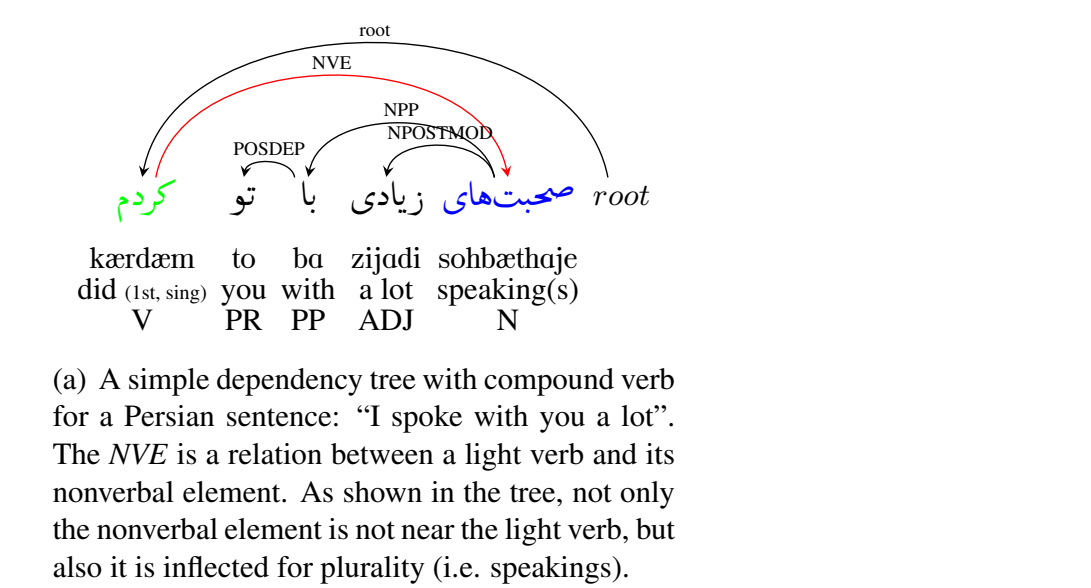 root
NVE
NPP
NPOSTMOD
POSDEP
root صحبت‌های زیادی با تو کردم
kærdæm to bɑ zijɑdi sohbæthɑje
did (1st, sing) you with a lot speaking(s)
V PR PP ADJ N
(a) A simple dependency tree with compound verb
for a Persian sentence: “I spoke with you a lot”.
The NVE is a relation between a light verb and its
nonverbal element. As shown in the tree, not only
the nonverbal element is not near the light verb, but
also it is inflected for plurality (i.e. speakings).